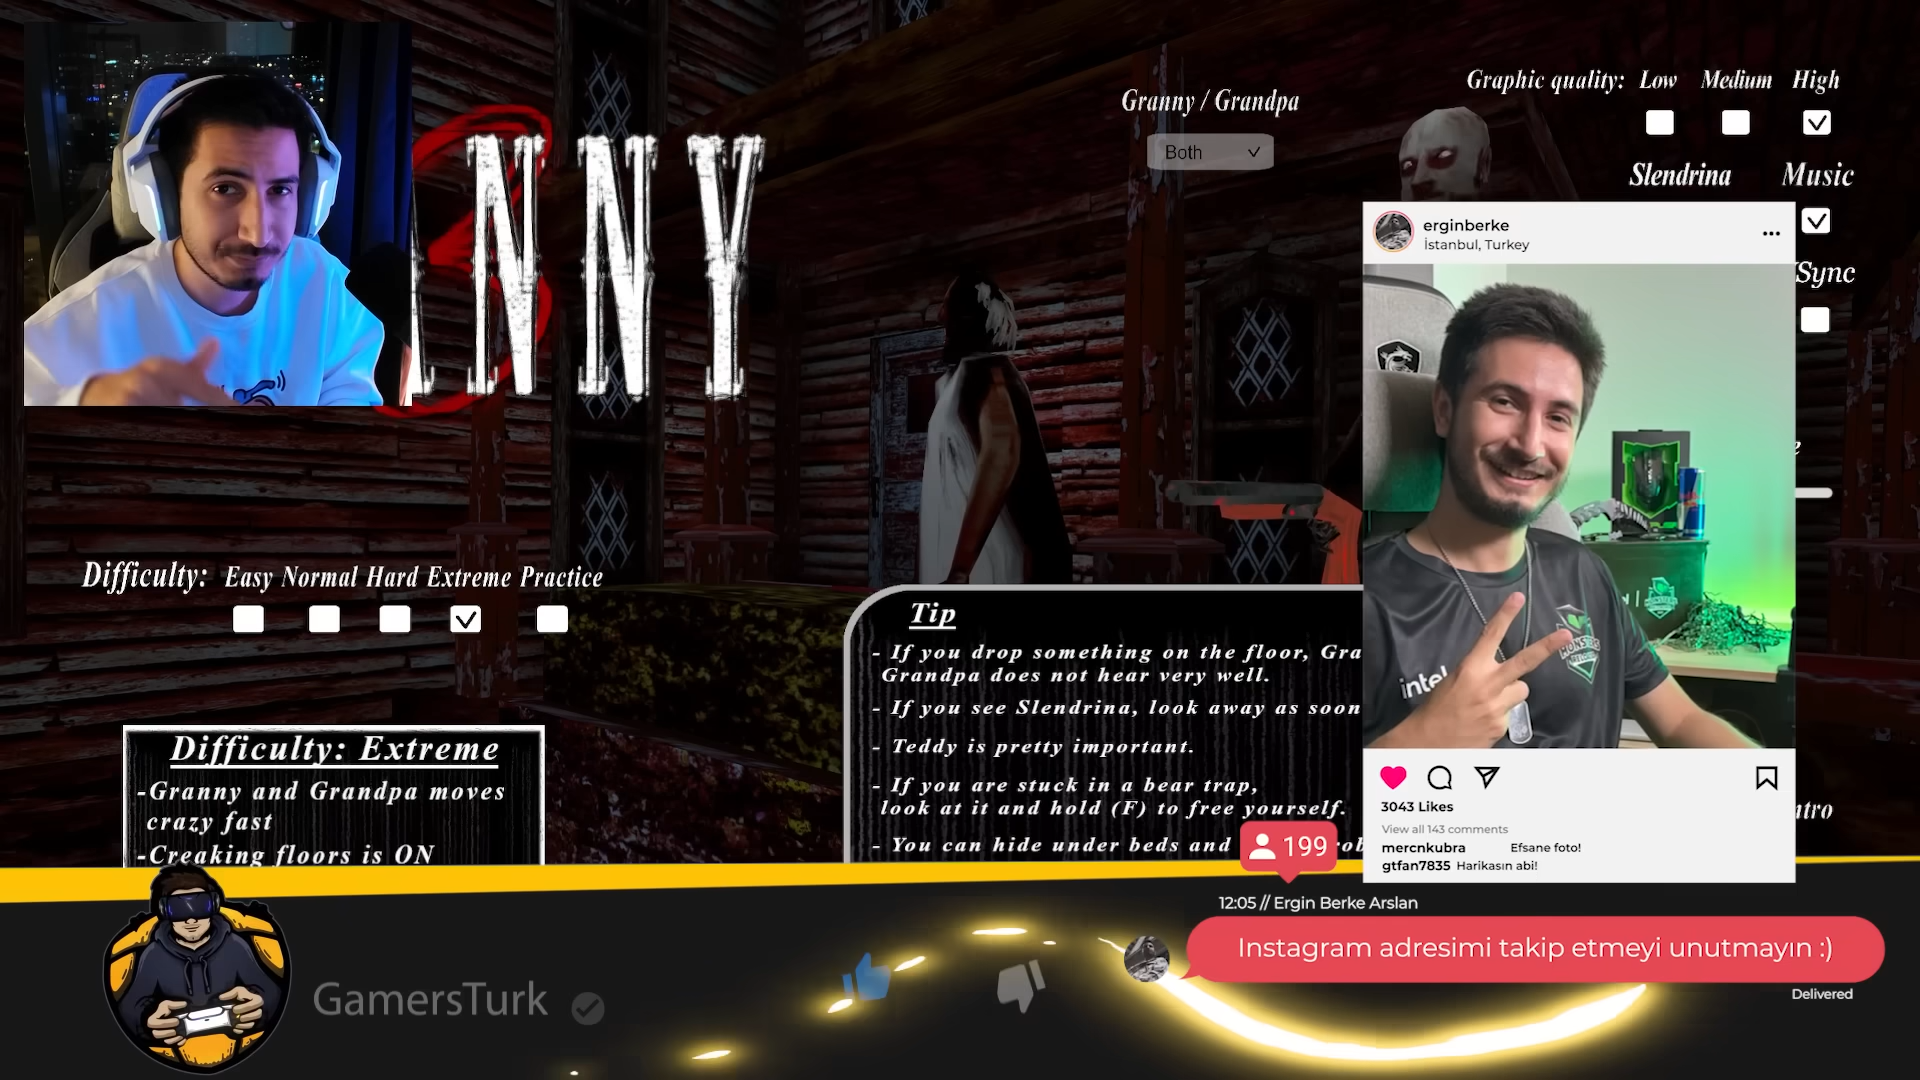 NNY
Granny / Grandpa
Both
Graphic quality: Low Medium High
Slendrina Music
Sync
Difficulty: Easy Normal Hard Extreme Practice
Difficulty: Extreme
-Granny and Grandpa moves
crazy fast
-Creaking floors is ON
Tip
- If you drop something on the floor, Gra
Grandpa does not hear very well.
- If you see Slendrina, look away as soon
- Teddy is pretty important.
- If you are stuck in a bear trap,
look at it and hold (F) to free yourself.
- You can hide under beds and
erginberke
İstanbul, Turkey
intel
MONSTERS
3043 Likes
View all 143 comments
mercnkubra Efsane foto!
gtfan7835 Harikasın abi!
ntro
199
12:05 // Ergin Berke Arslan
Instagram adresimi takip etmeyi unutmayın :)
Delivered
GamersTurk